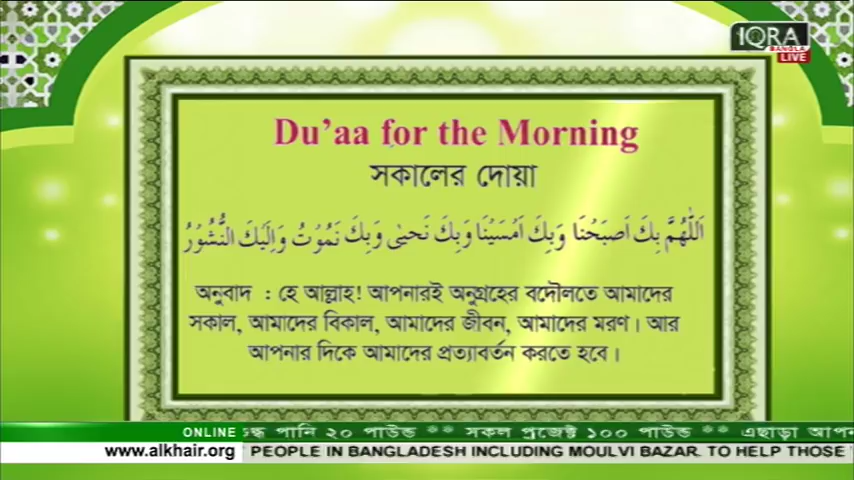 IQRA
BANGLA
LIVE
Du'aa for the Morning
সকালের দোয়া
اَللّٰهُمَّ بِكَ اَصْبَحْنَا وَبِكَ اَمْسَيْنَا وَبِكَ نَحْيٰى وَبِكَ نَمُوْتُ وَاِلَيْكَ النُّشُوْرُ
অনুবাদ : হে আল্লাহ! আপনারই অনুগ্রহের বদৌলতে আমাদের
সকাল, আমাদের বিকাল, আমাদের জীবন, আমাদের মরণ। আর
আপনার দিকে আমাদের প্রত্যাবর্তন করতে হবে।
ONLINE পানি ২০ পাউন্ড ** সকল প্রজেক্ট ১০০ পাউন্ড ** এছাড়া আপন
www.alkhair.org PEOPLE IN BANGLADESH INCLUDING MOULVI BAZAR. TO HELP THOSE